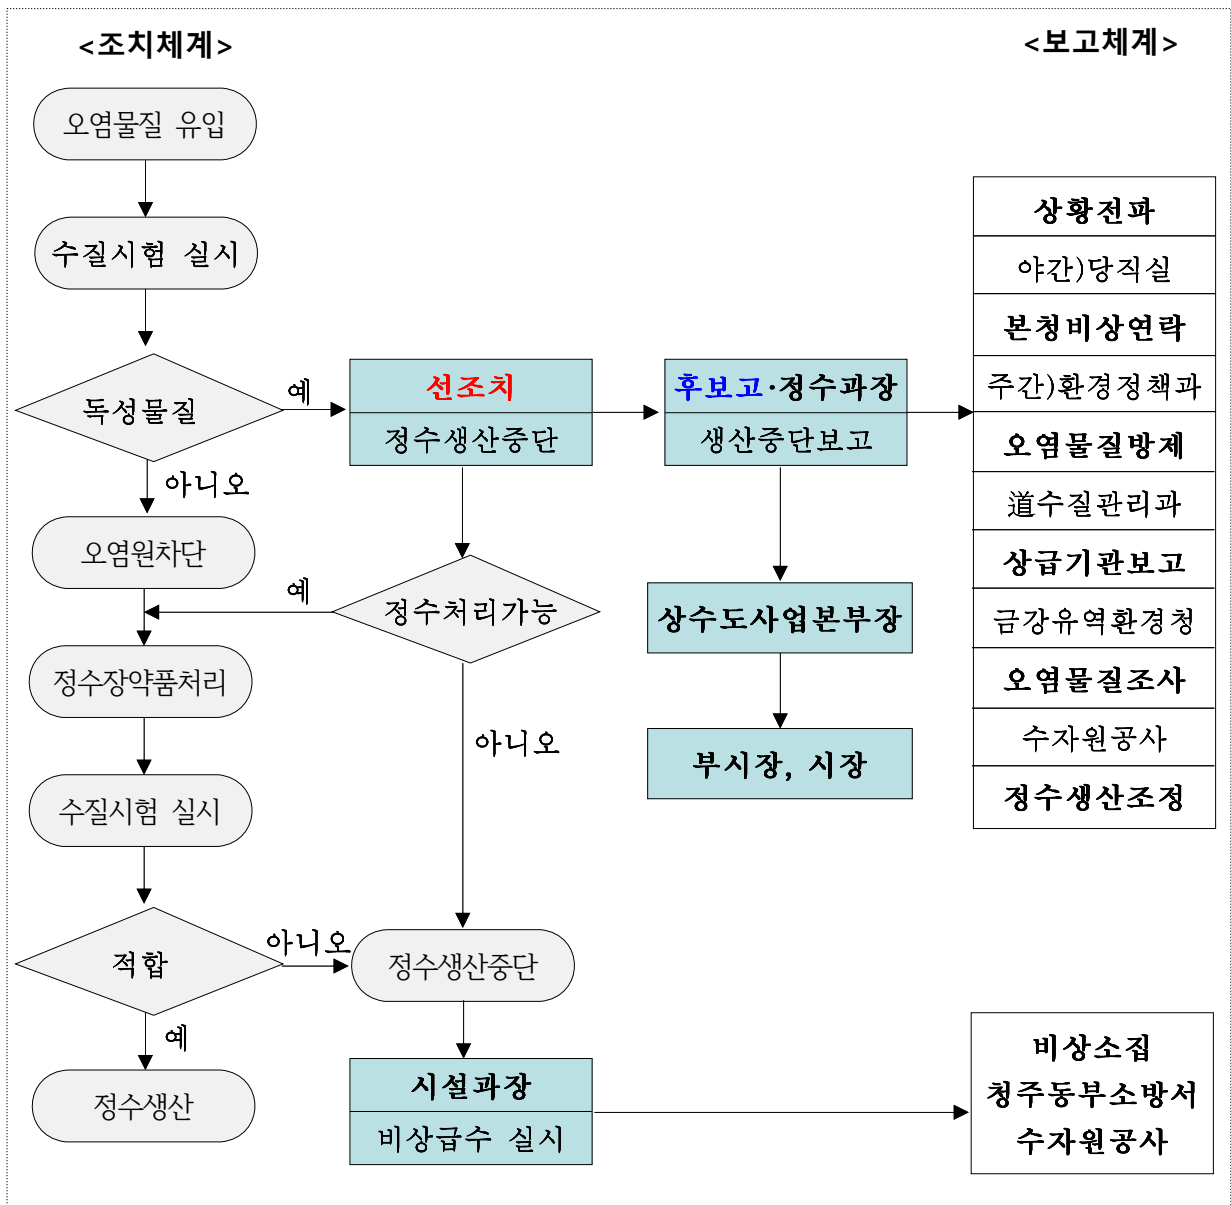 <조치체계>
<보고체계>
오염물질 유입
수질시험 실시
독성물질
예
아니오
선조치
정수생산중단
후보고·정수과장
생산중단보고
상황전파
야간)당직실
본청비상연락
주간)환경정책과
오염물질방제
道수질관리과
상급기관보고
금강유역환경청
오염물질조사
수자원공사
정수생산조정
오염원차단
예
정수처리가능
상수도사업본부장
정수장약품처리
아니오
부시장, 시장
수질시험 실시
적합
아니오
정수생산중단
예
정수생산
시설과장
비상급수 실시
비상소집
청주동부소방서
수자원공사